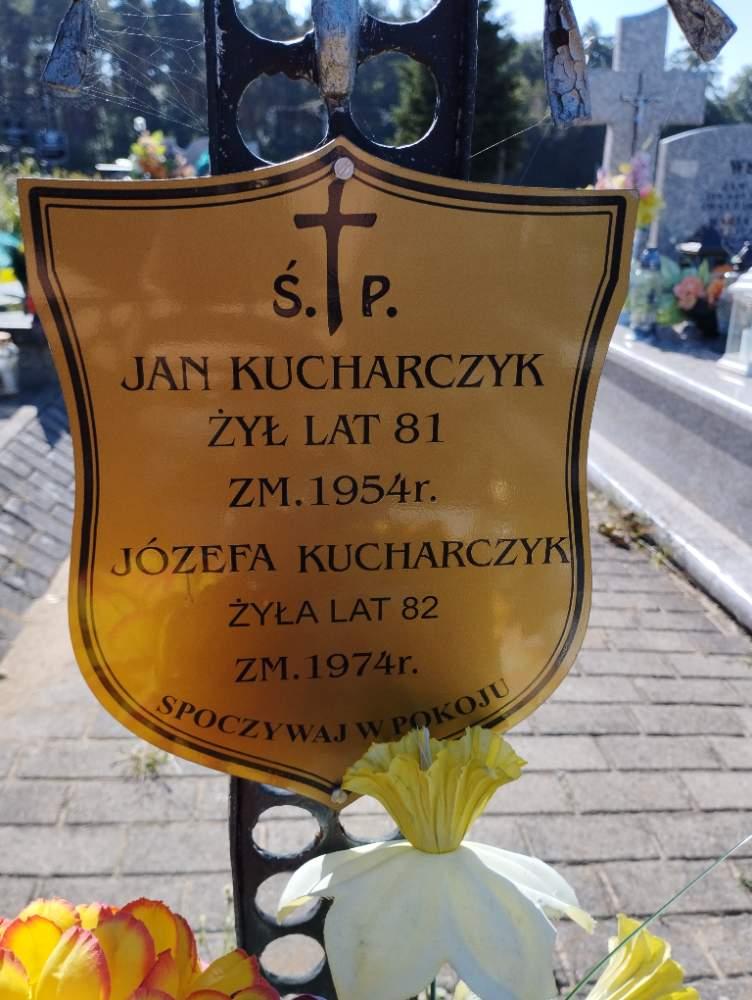 Ś. P.
JAN KUCHARCZYK
ŻYŁ LAT 81
ZM.1954r.
JÓZEFA KUCHARCZYK
ŻYŁA LAT 82
ZM.1974r.
SPOCZYWAJ W POKOJU